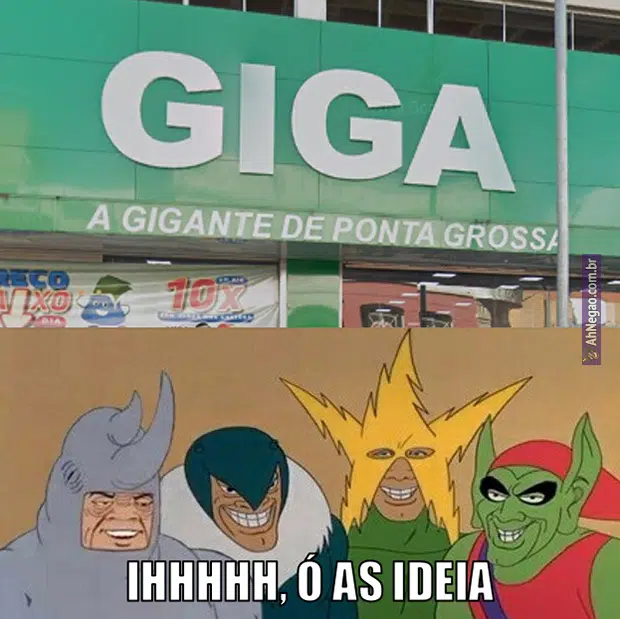 GIGA
A GIGANTE DE PONTA GROSSA
10X
AhNegao.com.br
IHHHHH, Ó AS IDEIA